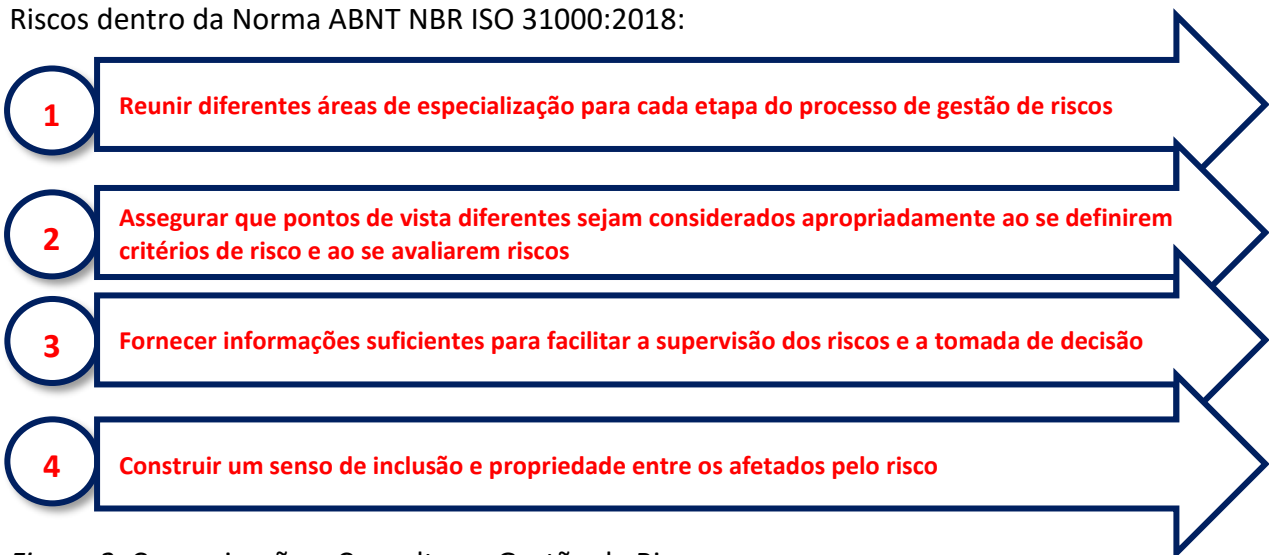 Riscos dentro da Norma ABNT NBR ISO 31000:2018:
1
Reunir diferentes áreas de especialização para cada etapa do processo de gestão de riscos
2
Assegurar que pontos de vista diferentes sejam considerados apropriadamente ao se definirem
critérios de risco e ao se avaliarem riscos
3
Fornecer informações suficientes para facilitar a supervisão dos riscos e a tomada de decisão
4
Construir um senso de inclusão e propriedade entre os afetados pelo risco